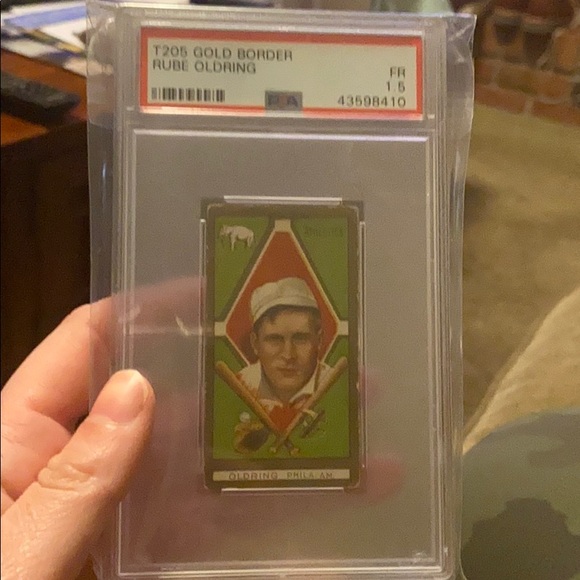 T205 GOLD BORDER
RUBE OLDRING
FR
1.5
PSA
43598410
OLDRING PHILA. AM.